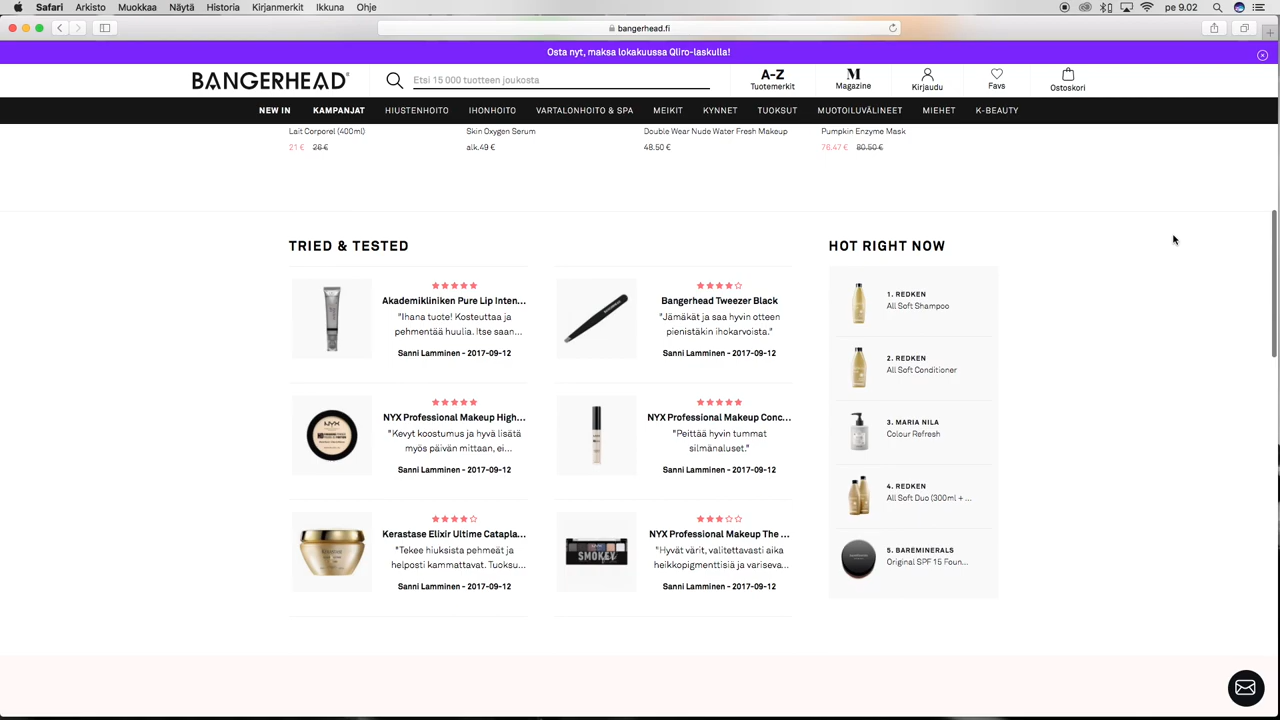 Safari Arkisto Muokkaa Näytä Historia Kirjanmerkit Ikkuna Ohje pe 9.02
bangerhead.fi
Osta nyt, maksa lokakuussa Qliro-laskulla!
BANGERHEAD
Etsi 15 000 tuotteen joukosta
A-Z
Tuotemerkit
M
Magazine
Kirjaudu
Favs
Ostoskori
NEW IN KAMPANJAT HIUSTENHOITO IHONHOITO VARTALONHOITO & SPA MEIKIT KYNNET TUOKSUT MUOTOILUVÄLINEET MIEHET K-BEAUTY
Lait Corporel (400ml)
21 € 26 €
Skin Oxygen Serum
alk.49 €
Double Wear Nude Water Fresh Makeup
48.50 €
Pumpkin Enzyme Mask
76.47 € 80.50 €
TRIED & TESTED
Akademikliniken Pure Lip Inten...
"Ihana tuote! Kosteuttaa ja
pehmentää huulia. Itse saan...
Sanni Lamminen - 2017-09-12
Bangerhead Tweezer Black
"Jämäkät ja saa hyvin otteen
pienistäkin ihokarvoista."
Sanni Lamminen - 2017-09-12
NYX Professional Makeup High...
"Kevyt koostumus ja hyvä lisätä
myös päivän mittaan, ei...
Sanni Lamminen - 2017-09-12
NYX Professional Makeup Conc...
"Peittää hyvin tummat
silmänaluset."
Sanni Lamminen - 2017-09-12
Kerastase Elixir Ultime Catapla...
"Tekee hiuksista pehmeät ja
helposti kammattavat. Tuoksu...
Sanni Lamminen - 2017-09-12
SMOKEY
NYX Professional Makeup The ...
"Hyvät värit, valitettavasti aika
heikkopigmenttisiä ja variseva...
Sanni Lamminen - 2017-09-12
HOT RIGHT NOW
1. REDKEN
All Soft Shampoo
2. REDKEN
All Soft Conditioner
3. MARIA NILA
Colour Refresh
4. REDKEN
All Soft Duo (300ml + ...
5. BAREMINERALS
Original SPF 15 Foun...